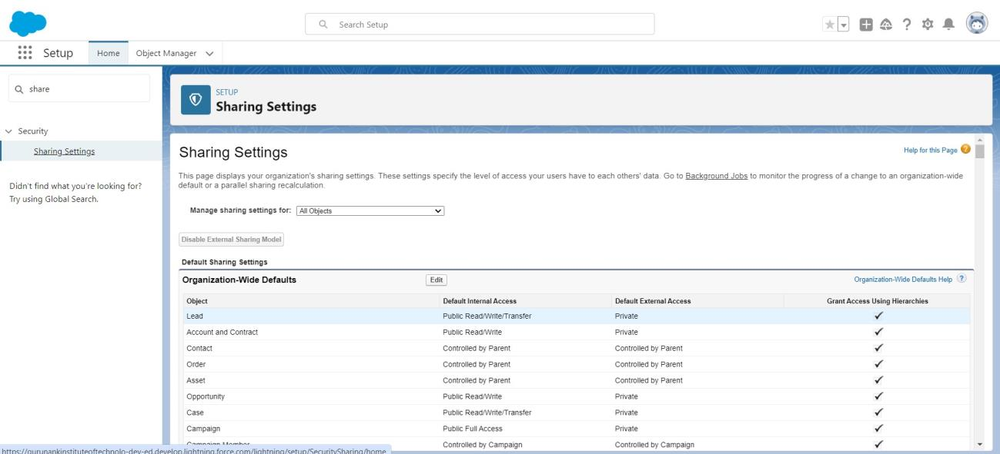 Search Setup
Setup
Home
Object Manager
share
Security
Sharing Settings
Didn't find what you're looking for?
Try using Global Search.
SETUP
Sharing Settings
Sharing Settings
Help for this Page
This page displays your organization's sharing settings. These settings specify the level of access your users have to each others' data. Go to Background Jobs to monitor the progress of a change to an organization-wide
default or a parallel sharing recalculation.
Manage sharing settings for: All Objects
Disable External Sharing Model
Default Sharing Settings
Organization-Wide Defaults Edit Organization-Wide Defaults Help ?
Object Default Internal Access Default External Access Grant Access Using Hierarchies
Lead Public Read/Write/Transfer Private ✓
Account and Contract Public Read/Write Private ✓
Contact Controlled by Parent Controlled by Parent ✓
Order Controlled by Parent Controlled by Parent ✓
Asset Controlled by Parent Controlled by Parent ✓
Opportunity Public Read/Write Private ✓
Case Public Read/Write/Transfer Private ✓
Campaign Public Full Access Private ✓
Campaign Member Controlled by Campaign Controlled by Campaign ✓
https://gurunankinstituteoftechnolo-dev-ed.develop.lightning.force.com/lightning/setup/SecuritySharing/home